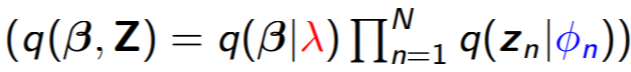 (q(β, Z) = q(β|λ) ∏_{n=1}^{N} q(z_n|ϕ_n))